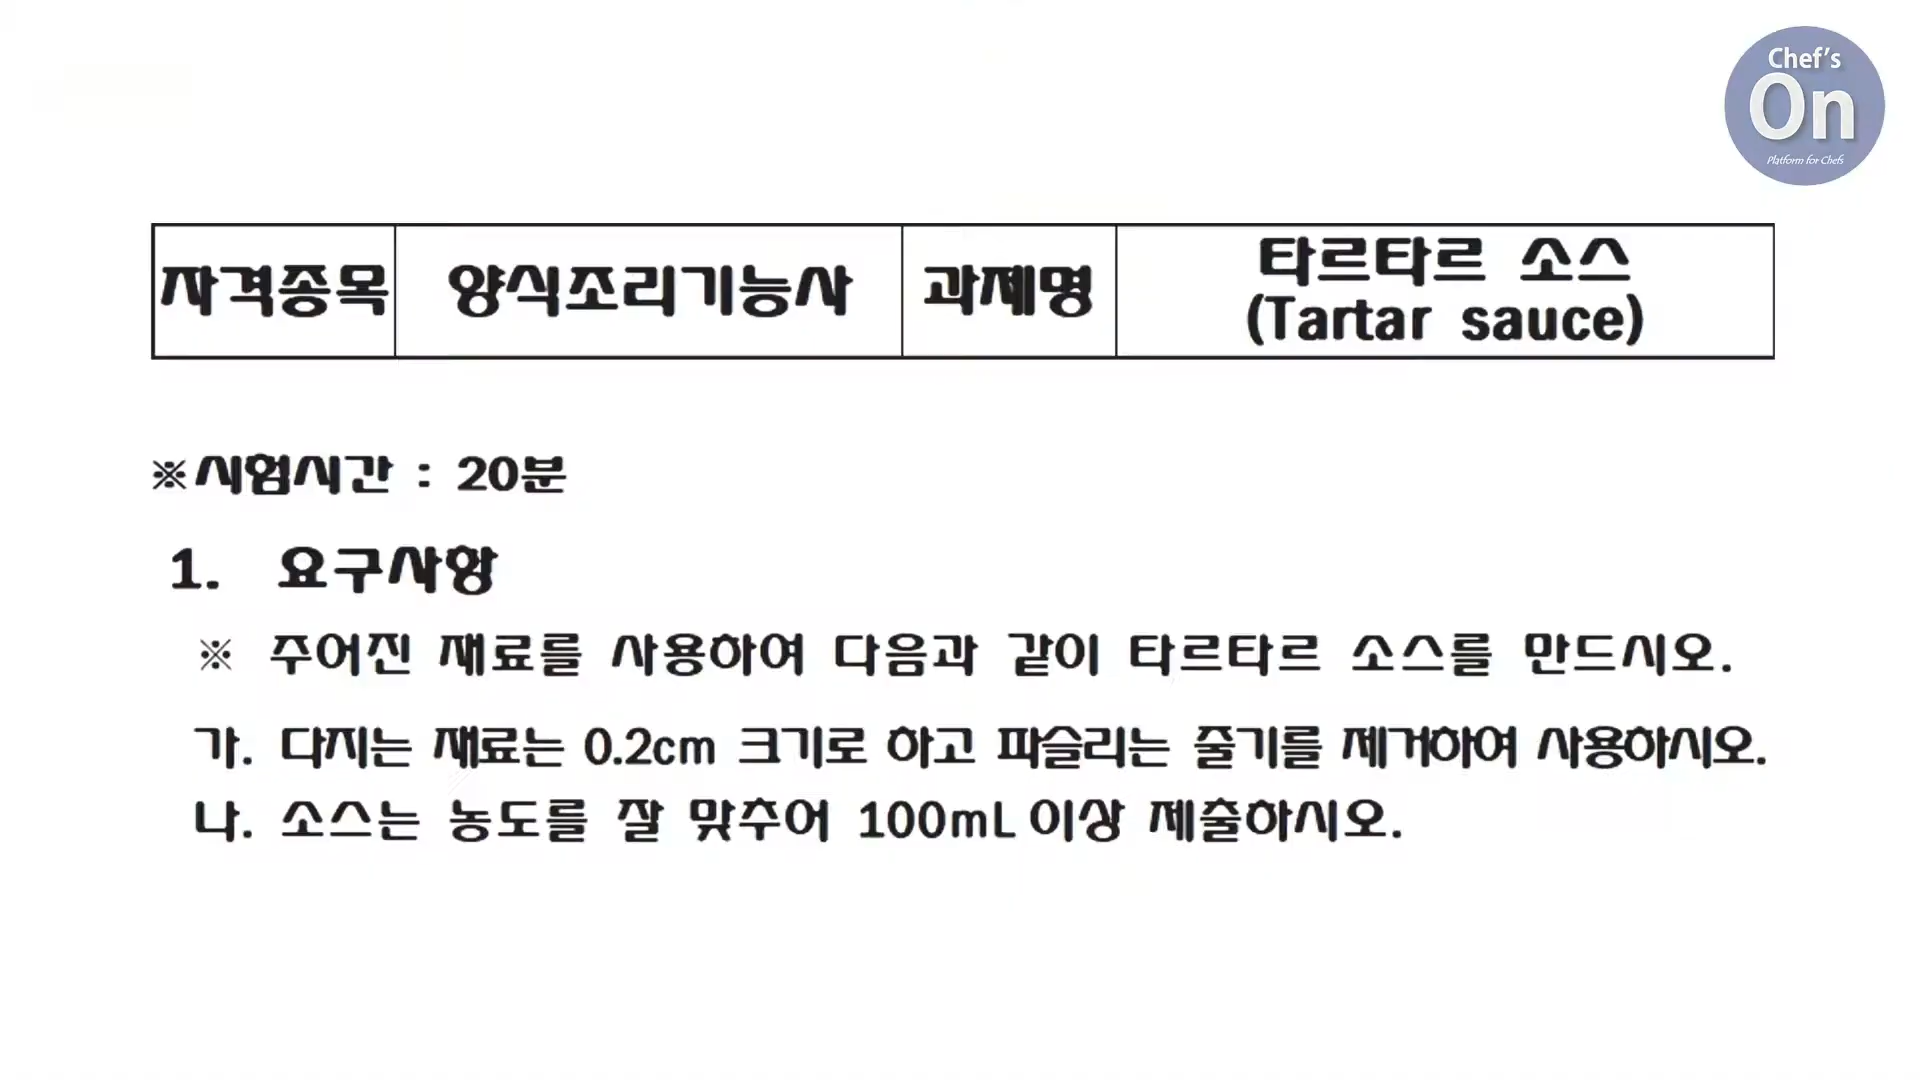 Chef's
On
Platform for Chefs
자격종목 양식조리기능사 과제명 타르타르 소스
(Tartar sauce)
※시험시간 : 20분
1. 요구사항
※ 주어진 재료를 사용하여 다음과 같이 타르타르 소스를 만드시오.
가. 다지는 재료는 0.2cm 크기로 하고 파슬리는 줄기를 제거하여 사용하시오.
나. 소스는 농도를 잘 맞추어 100mL 이상 제출하시오.